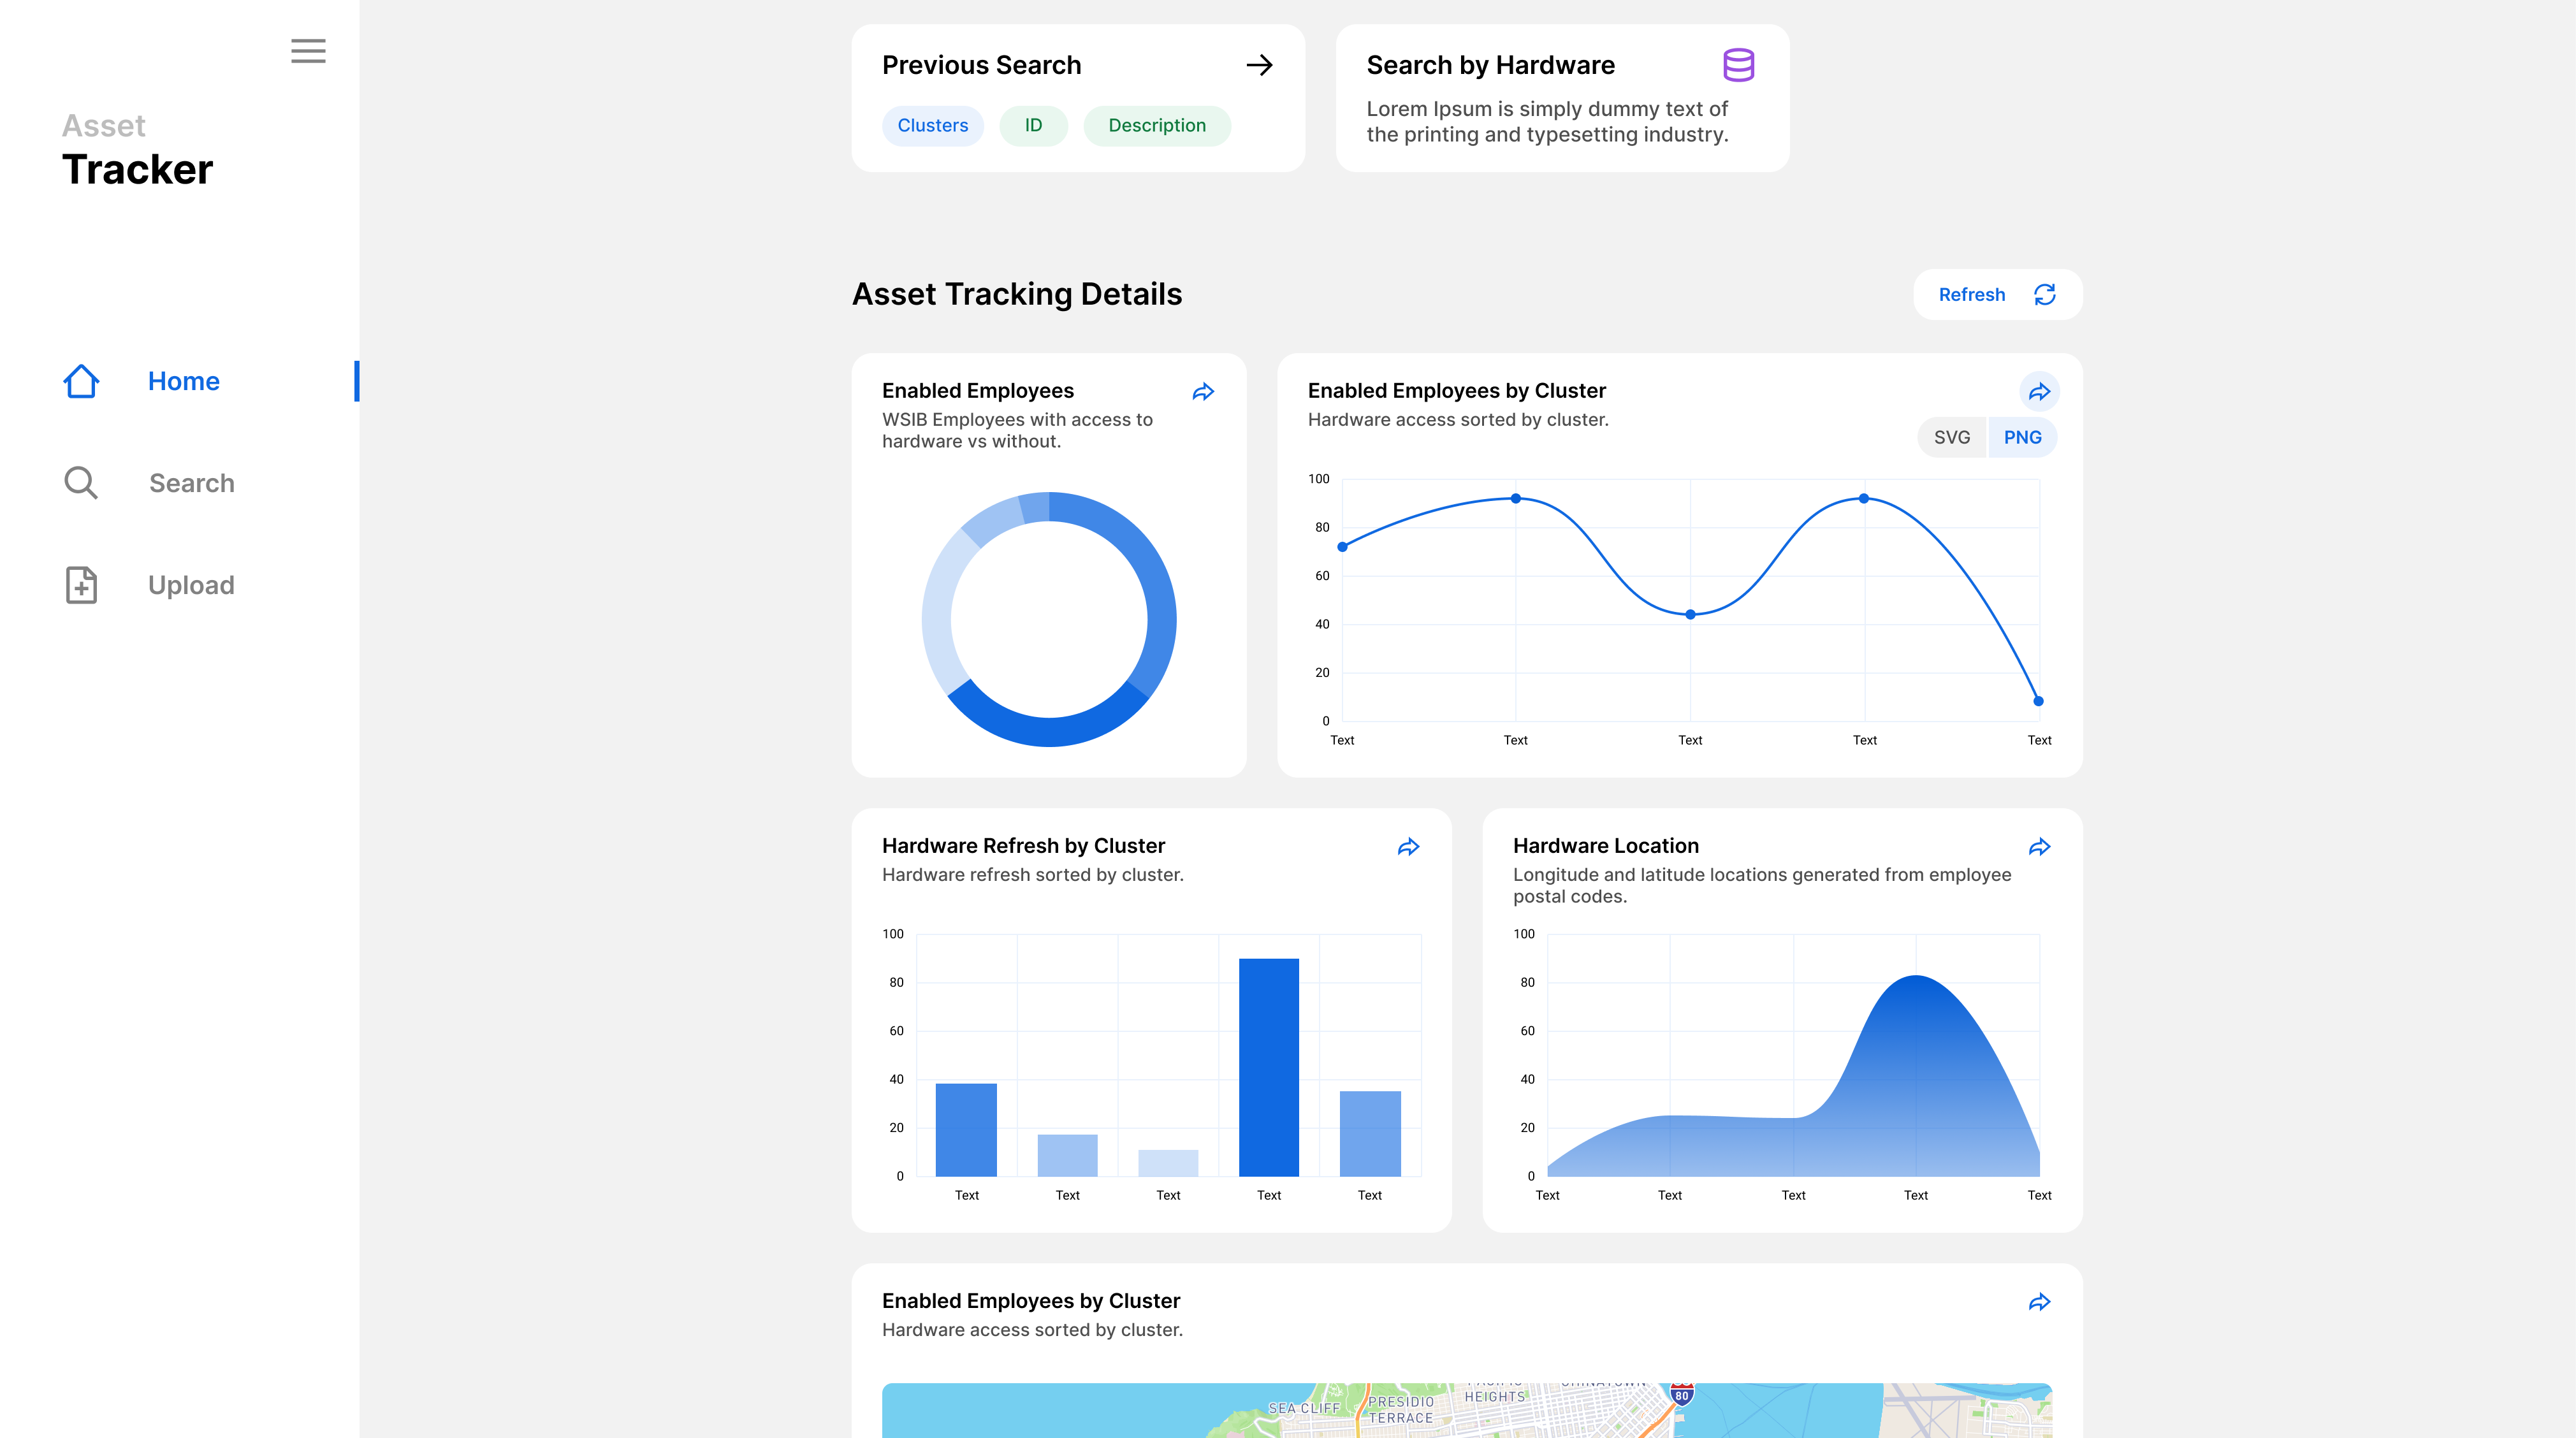 Asset
Tracker
Home
Search
Upload
Previous Search
Clusters ID Description
Search by Hardware
Lorem Ipsum is simply dummy text of
the printing and typesetting industry.
Asset Tracking Details
Refresh
Enabled Employees
WSIB Employees with access to
hardware vs without.
Enabled Employees by Cluster
Hardware access sorted by cluster.
SVG PNG
100
80
60
40
20
0
Text Text Text Text Text
Hardware Refresh by Cluster
Hardware refresh sorted by cluster.
100
80
60
40
20
0
Text Text Text Text Text
Hardware Location
Longitude and latitude locations generated from employee
postal codes.
100
80
60
40
20
0
Text Text Text Text Text
Enabled Employees by Cluster
Hardware access sorted by cluster.
SEA CLIFF
PRESIDIO
TERRACE
HEIGHTS
80